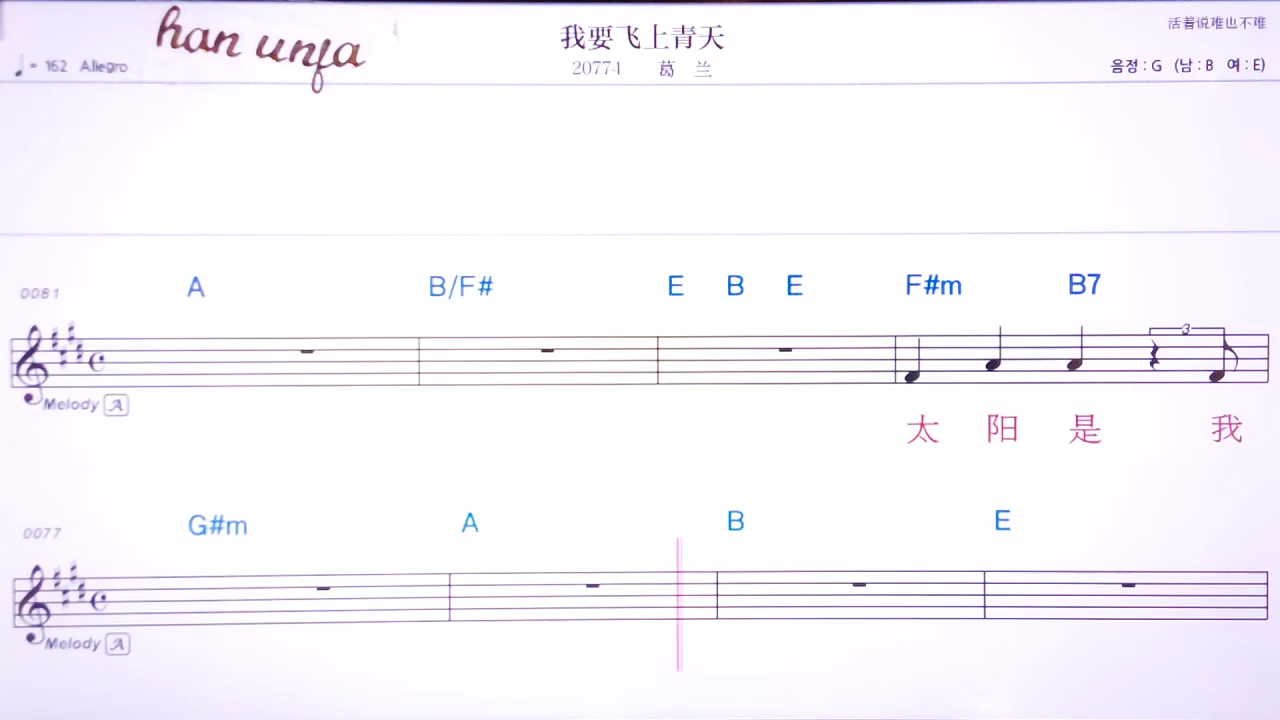 han unfa
我要飞上青天
活着说难也不难
♩= 162 Allegro
20774 葛 兰
음정 : G (남 : B 여 : E)
0081
A B/F# E B E F#m B7
3
Melody A
太 阳 是 我
0077
G#m A B E
Melody A